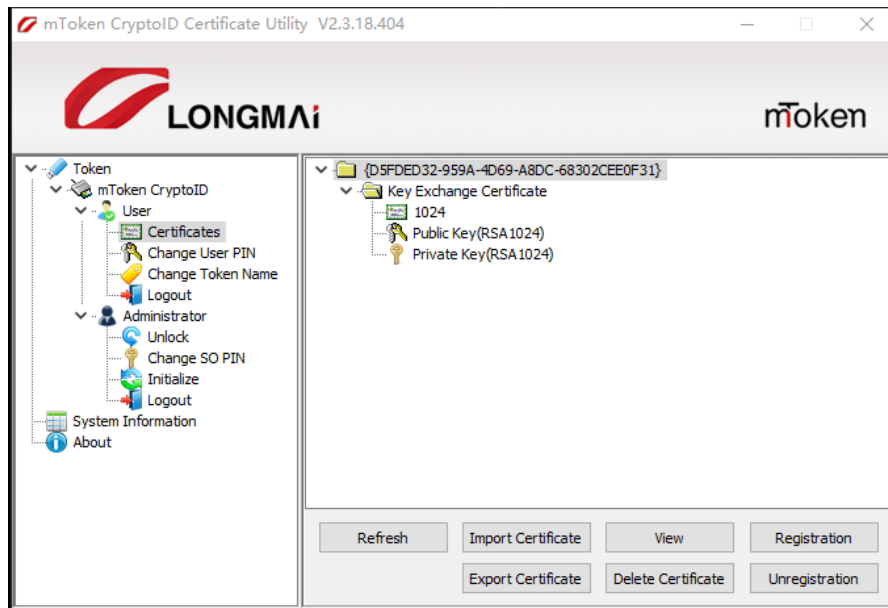 mToken CryptoID Certificate Utility V2.3.18.404
LONGMAi
mToken
Token
mToken CryptoID
User
Certificates
Change User PIN
Change Token Name
Logout
Administrator
Unlock
Change SO PIN
Initialize
Logout
System Information
About
{D5FDED32-959A-4D69-A8DC-68302CEE0F31}
Key Exchange Certificate
1024
Public Key(RSA1024)
Private Key(RSA1024)
Refresh
Import Certificate
View
Registration
Export Certificate
Delete Certificate
Unregistration